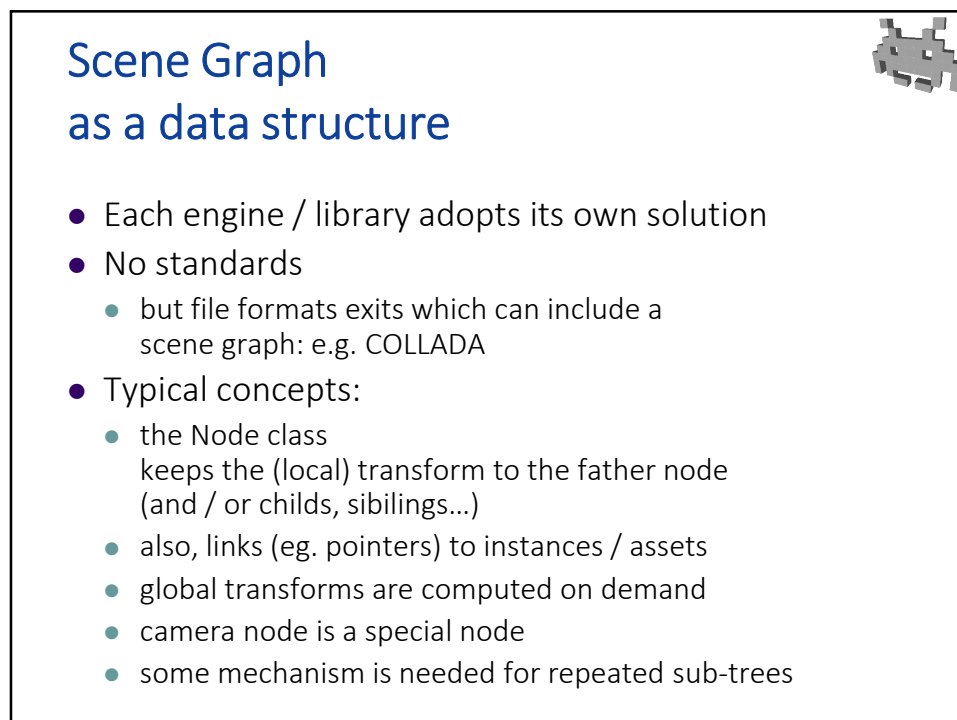 Scene Graph
as a data structure
● Each engine / library adopts its own solution
● No standards
● but file formats exits which can include a
scene graph: e.g. COLLADA
● Typical concepts:
● the Node class
keeps the (local) transform to the father node
(and / or childs, sibilings…)
● also, links (eg. pointers) to instances / assets
● global transforms are computed on demand
● camera node is a special node
● some mechanism is needed for repeated sub-trees